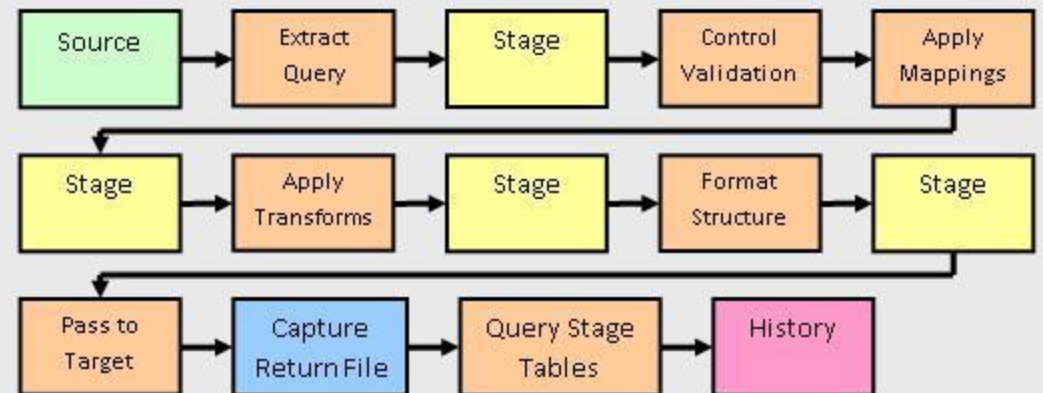 Source
Extract
Query
Stage
Control
Validation
Apply
Mappings
Stage
Apply
Transforms
Stage
Format
Structure
Stage
Pass to
Target
Capture
Return File
Query Stage
Tables
History